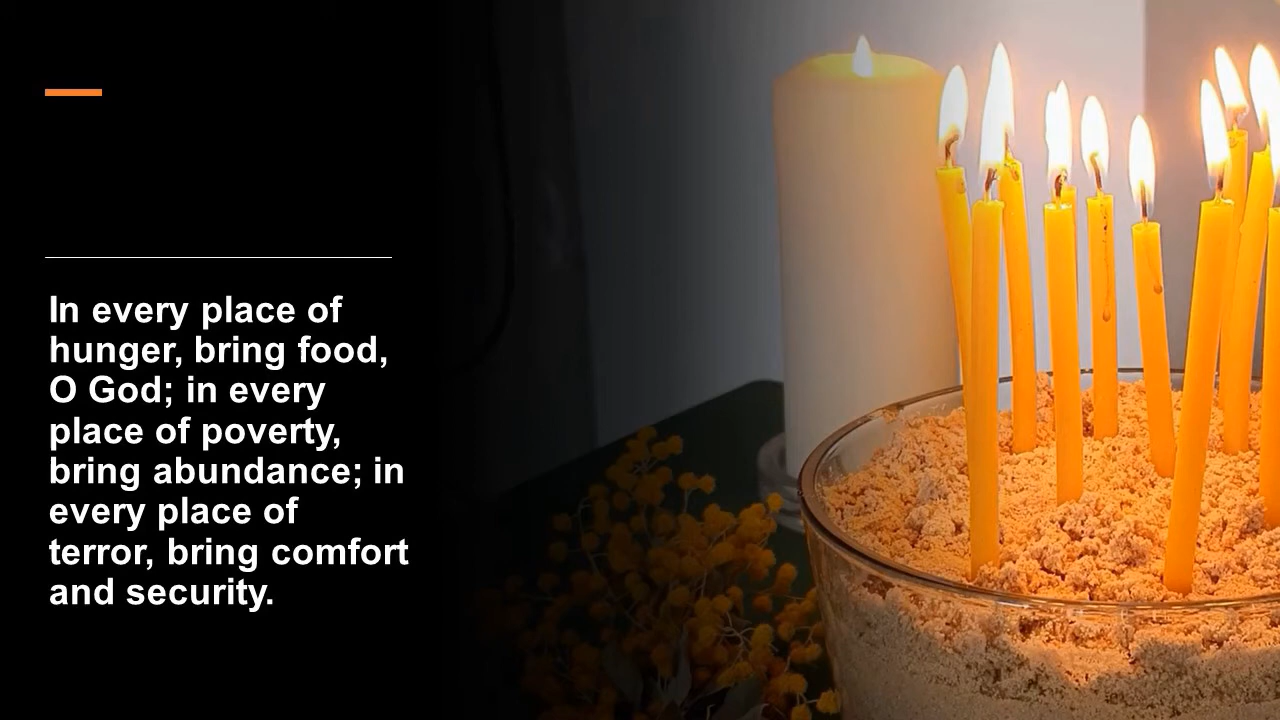 In every place of
hunger, bring food,
O God; in every
place of poverty,
bring abundance; in
every place of
terror, bring comfort
and security.